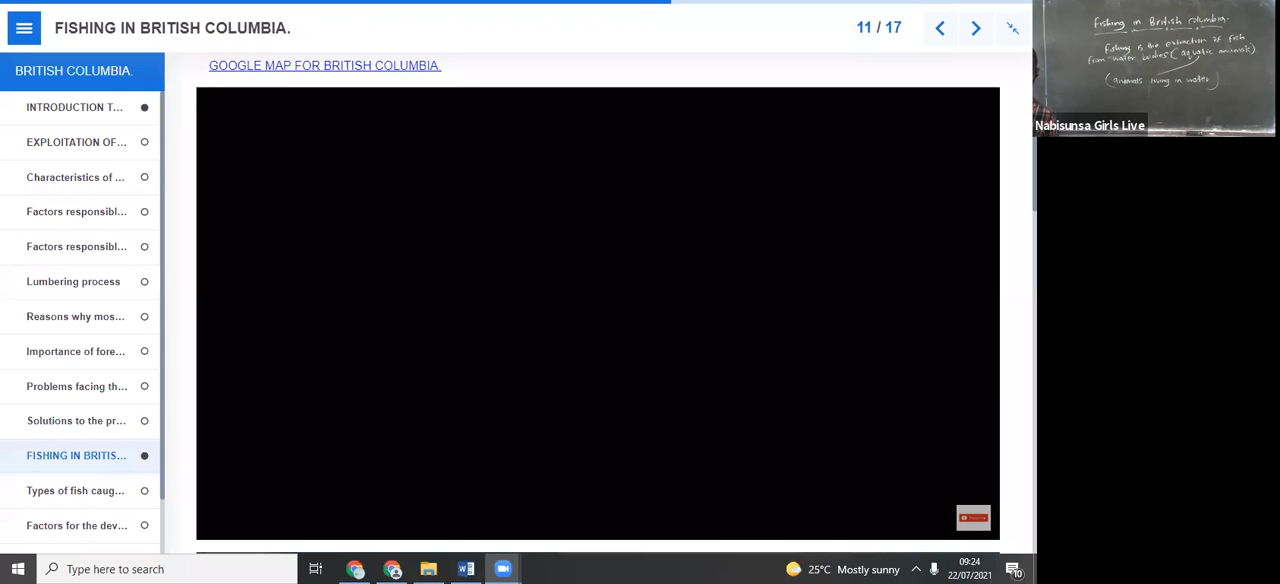 FISHING IN BRITISH COLUMBIA.
11 / 17
BRITISH COLUMBIA.
GOOGLE MAP FOR BRITISH COLUMBIA.
INTRODUCTION T...
EXPLOITATION OF...
Characteristics of ...
Factors responsibl...
Factors responsibl...
Lumbering process
Reasons why mos...
Importance of fore...
Problems facing th...
Solutions to the pr...
FISHING IN BRITIS...
Types of fish caug...
Factors for the dev...
Fishing in British columbia.
Fishing is the extraction of fish
from water bodies (aquatic animals)
(animals living in water)
Nabisunsa Girls Live
Type here to search
25°C Mostly sunny
09:24
22/07/2021
10